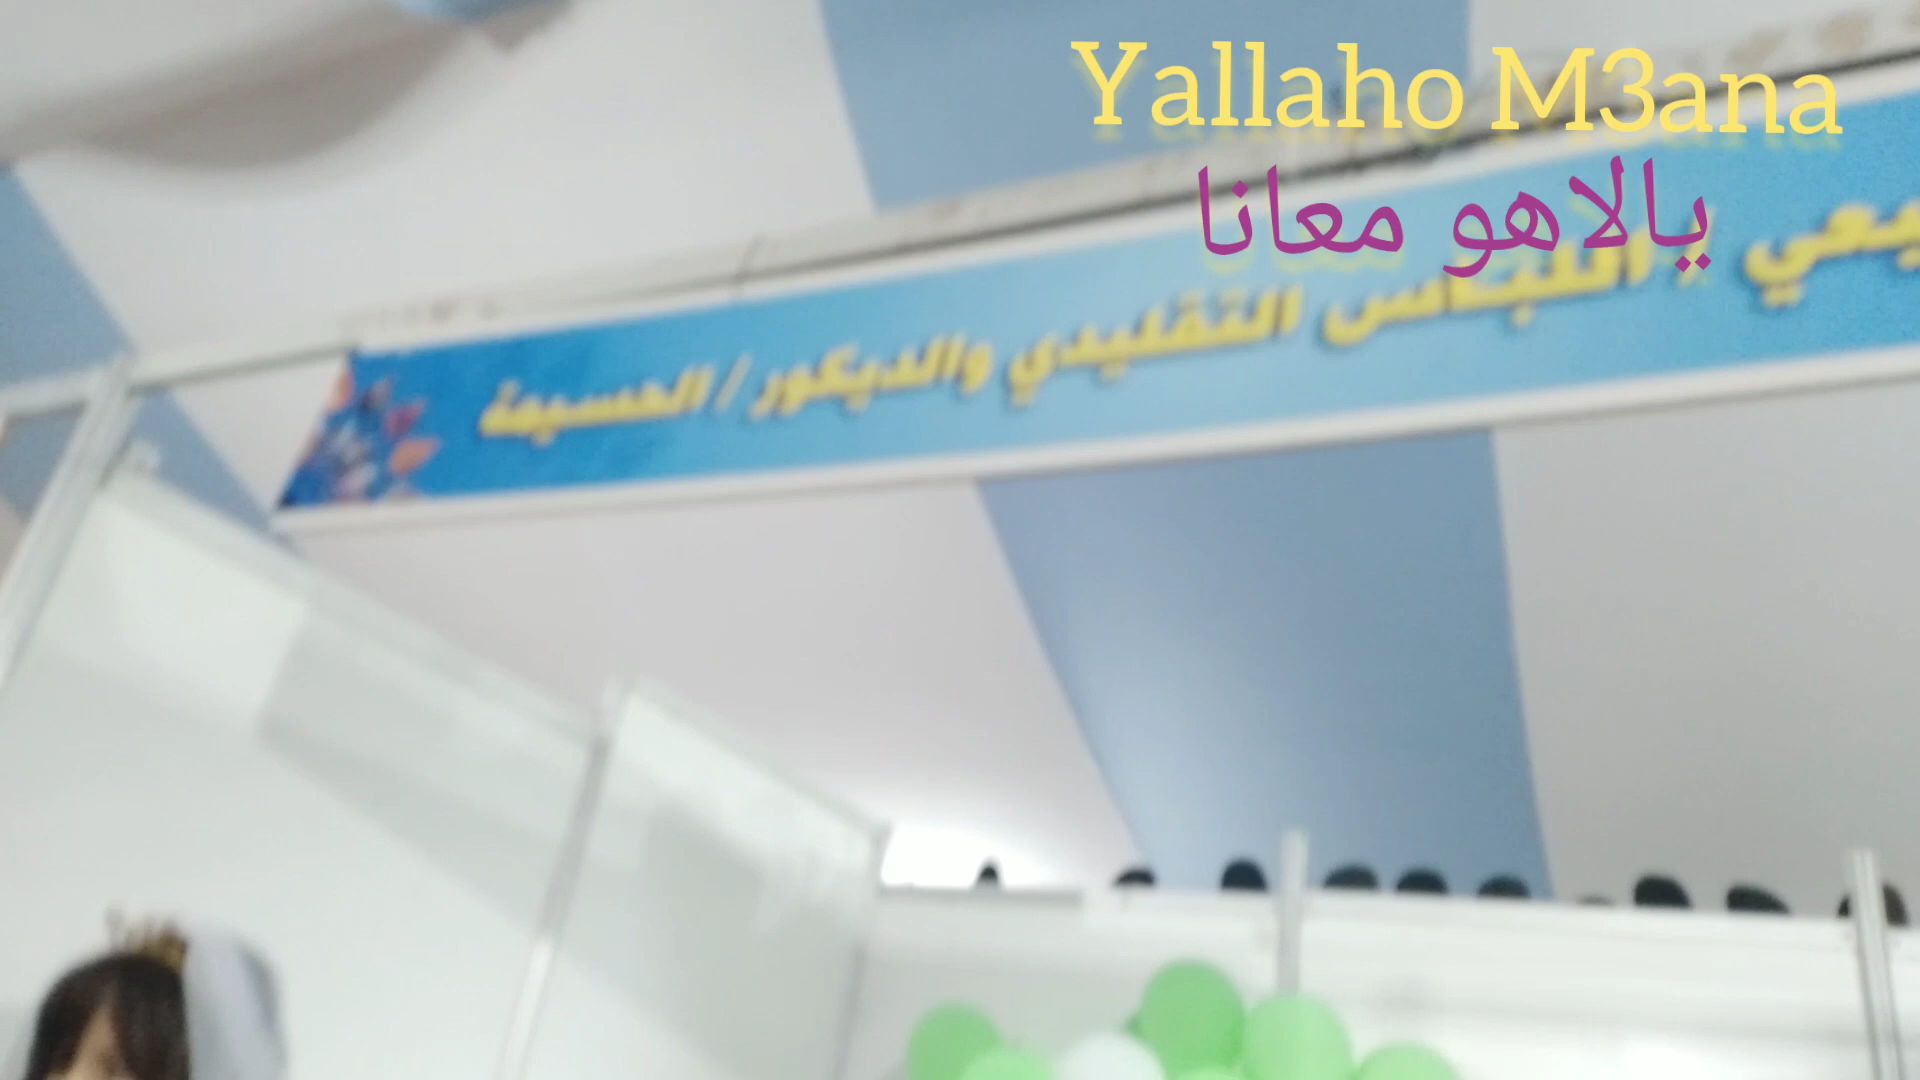 Yallaho M3ana
يالاهو معانا
اللباس التقليدي والديكور / الحسيمة